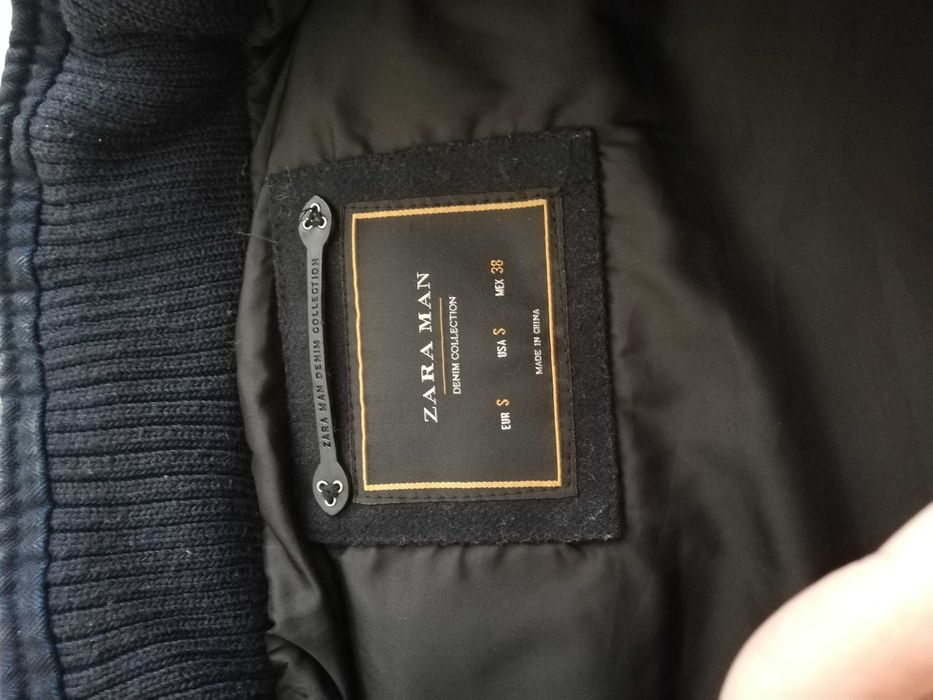 ZARA MAN DENIM COLLECTION
ZARA MAN
DENIM COLLECTION
EUR S USA S MEX 38
MADE IN CHINA